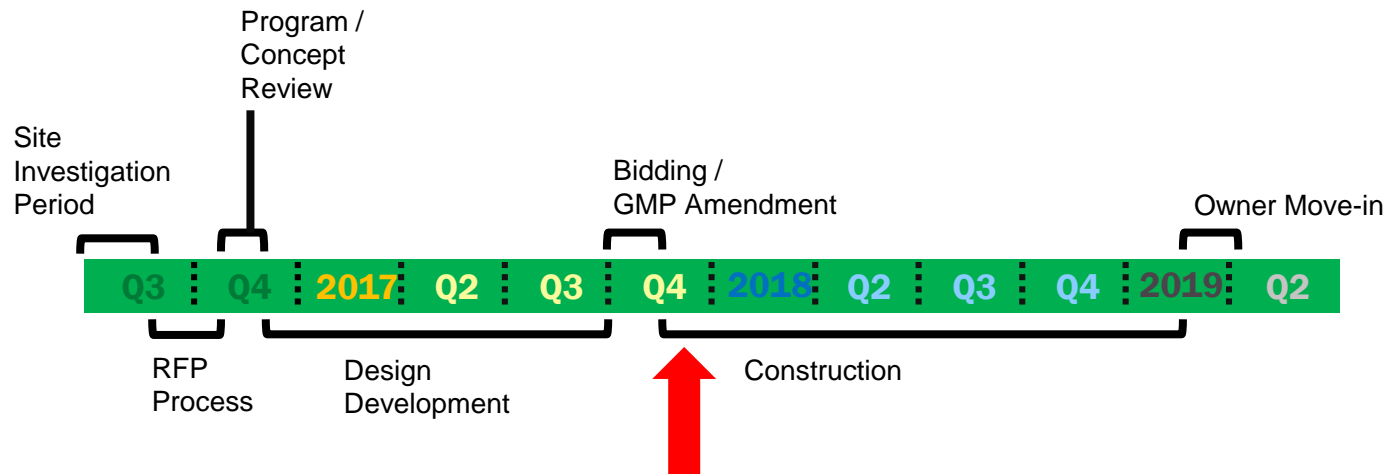 Program /
Concept
Review
Site
Investigation
Period
Bidding /
GMP Amendment
Owner Move-in
Q3 Q4 2017 Q2 Q3 Q4 2018 Q2 Q3 Q4 2019 Q2
RFP
Process
Design
Development
Construction